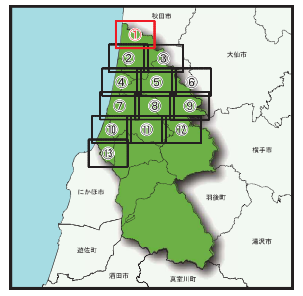 秋田市
①
大仙市
②
③
④
⑤
⑥
⑦
⑧
⑨
⑩
⑪
⑫
横手市
⑬
にかほ市
羽後町
遊佐町
湯沢市
酒田市
真室川町